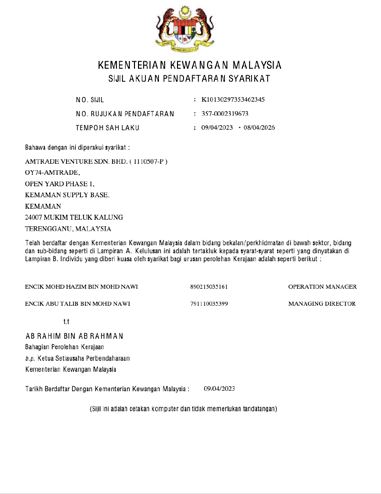 KEMENTERIAN KEWANGAN MALAYSIA
SIJIL AKUAN PENDAFTARAN SYARIKAT
NO. SIJIL : K10130297353462345
NO. RUJUKAN PENDAFTARAN : 357-0002319673
TEMPOH SAH LAKU : 09/04/2023 - 08/04/2026
Bahawa dengan ini diperakui syarikat :
AMTRADE VENTURE SDN. BHD. ( 1110507-P )
OY74-AMTRADE,
OPEN YARD PHASE 1,
KEMAMAN SUPPLY BASE.
KEMAMAN
24007 MUKIM TELUK KALUNG
TERENGGANU, MALAYSIA
Telah berdaftar dengan Kementerian Kewangan Malaysia dalam bidang bekalan/perkhidmatan di bawah sektor, bidang
dan sub-bidang seperti di Lampiran A. Kelulusan ini adalah tertakluk kepada syarat-syarat seperti yang dinyatakan di
Lampiran B. Individu yang diberi kuasa oleh syarikat bagi urusan perolehan Kerajaan adalah seperti berikut :
ENCIK MOHD HAZIM BIN MOHD NAWI 890215035161 OPERATION MANAGER
ENCIK ABU TALIB BIN MOHD NAWI 791110035399 MANAGING DIRECTOR
t.t
AB RAHIM BIN AB RAHMAN
Bahagian Perolehan Kerajaan
b.p. Ketua Setiausaha Perbendaharaan
Kementerian Kewangan Malaysia
Tarikh Berdaftar Dengan Kementerian Kewangan Malaysia : 09/04/2023
(Sijil ini adalah cetakan komputer dan tidak memerlukan tandatangan)